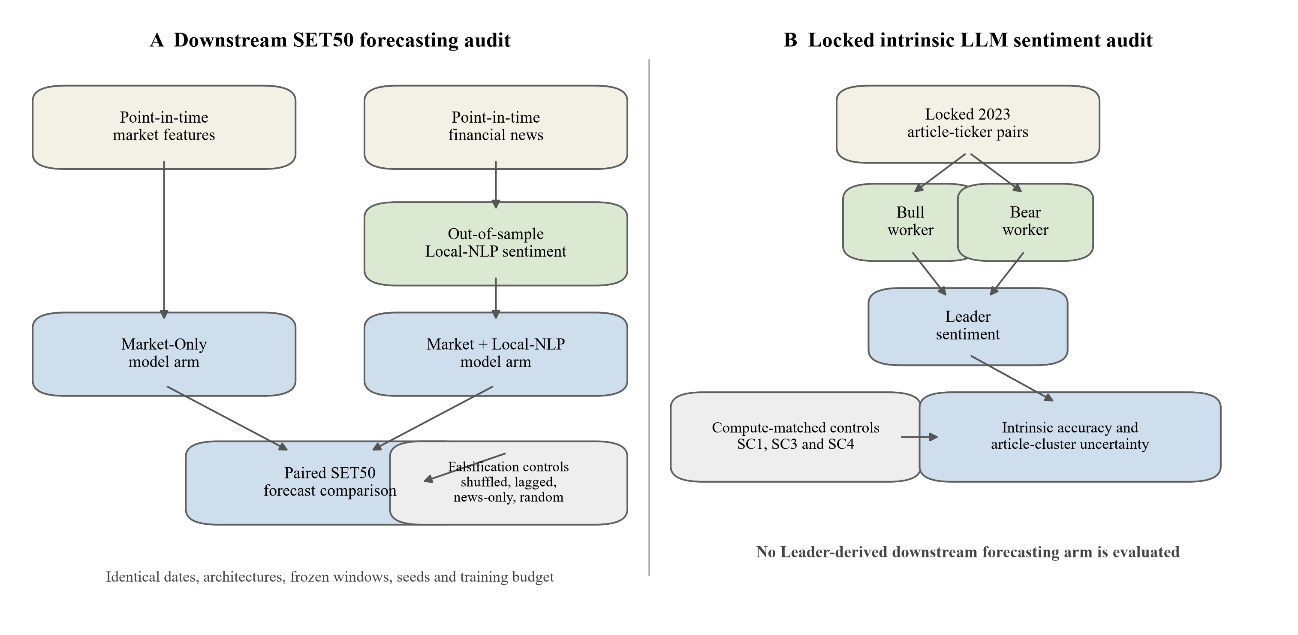 A Downstream SET50 forecasting audit
Point-in-time
market features
Point-in-time
financial news
Out-of-sample
Local-NLP sentiment
Market-Only
model arm
Market + Local-NLP
model arm
Paired SET50
forecast comparison
Falsification controls
shuffled, lagged,
news-only, random
Identical dates, architectures, frozen windows, seeds and training budget
B Locked intrinsic LLM sentiment audit
Locked 2023
article-ticker pairs
Bull
worker
Bear
worker
Leader
sentiment
Compute-matched controls
SC1, SC3 and SC4
Intrinsic accuracy and
article-cluster uncertainty
No Leader-derived downstream forecasting arm is evaluated